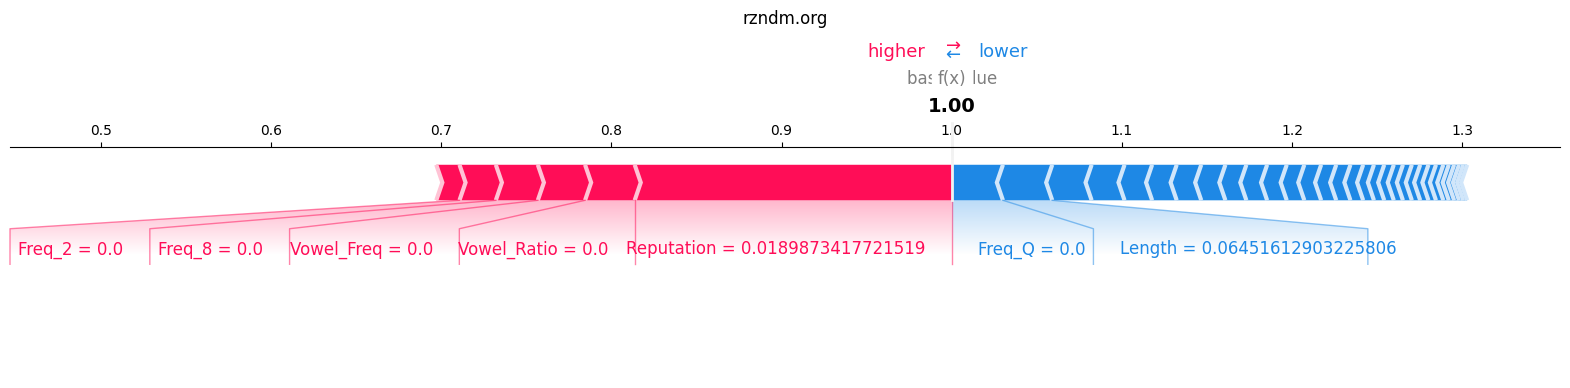 rzndm.org
higher → lower
←
f(x) lue
1.00
0.5 0.6 0.7 0.8 0.9 1.0 1.1 1.2 1.3
Freq_2 = 0.0 Freq_8 = 0.0 Vowel_Freq = 0.0 Vowel_Ratio = 0.0 Reputation = 0.0189873417721519 Freq_Q = 0.0 Length = 0.06451612903225806